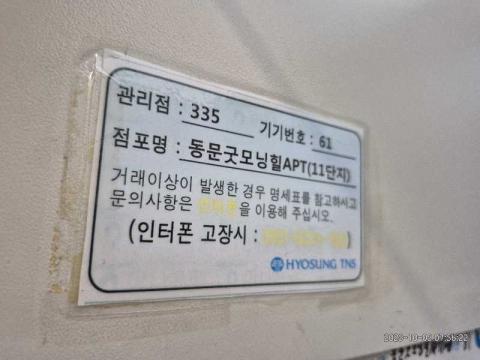 관리점 : 335 기기번호 : 61
점포명 : 동문굿모닝힐APT(11단지)
거래이상이 발생한 경우 명세표를 참고하시고
문의사항은 인터폰을 이용해 주십시오.
(인터폰 고장시 : )
HYOSUNG TNS